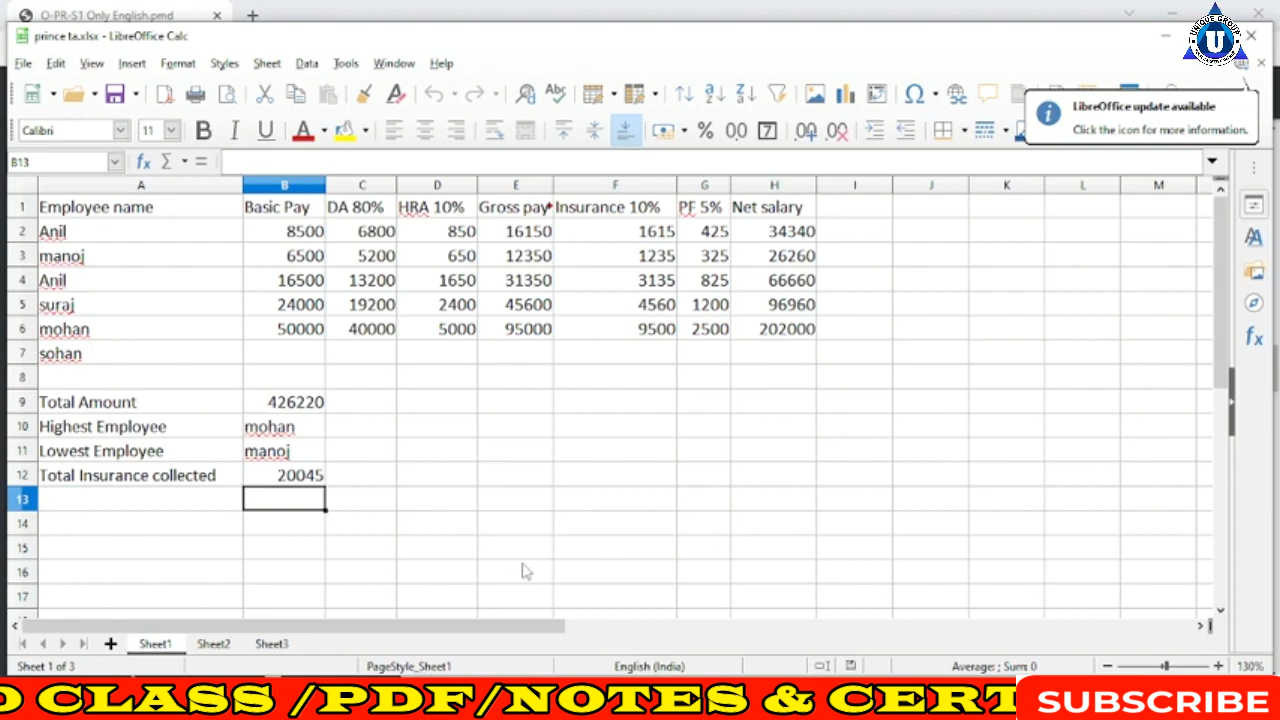 O-PR-S1 Only English.pmd
prince ta.xlsx - LibreOffice Calc
UNIQUE GROUP
U
File Edit View Insert Format Styles Sheet Data Tools Window Help
LibreOffice update available
Click the icon for more information.
Calibri 11
B13
A B C D E F G H I J K L M
1 Employee name Basic Pay DA 80% HRA 10% Gross pay Insurance 10% PF 5% Net salary
2 Anil 8500 6800 850 16150 1615 425 34340
3 manoj 6500 5200 650 12350 1235 325 26260
4 Anil 16500 13200 1650 31350 3135 825 66660
5 suraj 24000 19200 2400 45600 4560 1200 96960
6 mohan 50000 40000 5000 95000 9500 2500 202000
7 sohan
8
9 Total Amount 426220
10 Highest Employee mohan
11 Lowest Employee manoj
12 Total Insurance collected 20045
13
14
15
16
17
Sheet1 Sheet2 Sheet3
Sheet 1 of 3 PageStyle_Sheet1 English (India) Average: ; Sum: 0 130%
D CLASS /PDF/NOTES & CERT
SUBSCRIBE